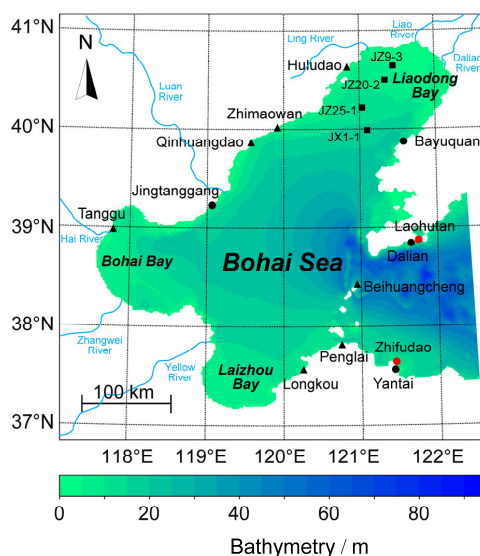 41°N
40°N
39°N
38°N
37°N
N
Luan
River
Ling River
Liao
River
Daliao
River
Huludao
JZ9-3
JZ20-2
Liaodong
Bay
JZ25-1
Zhimaowan
JX1-1
Qinhuangdao
Bayuquan
Jingtanggang
Tanggu
Hai River
Laohutan
Dalian
Bohai Bay
Bohai Sea
Beihuangcheng
Zhangwei
River
Yellow
River
Penglai
Zhifudao
Laizhou
Bay
Longkou
Yantai
100 km
118°E
119°E
120°E
121°E
122°E
0
20
40
60
80
Bathymetry / m